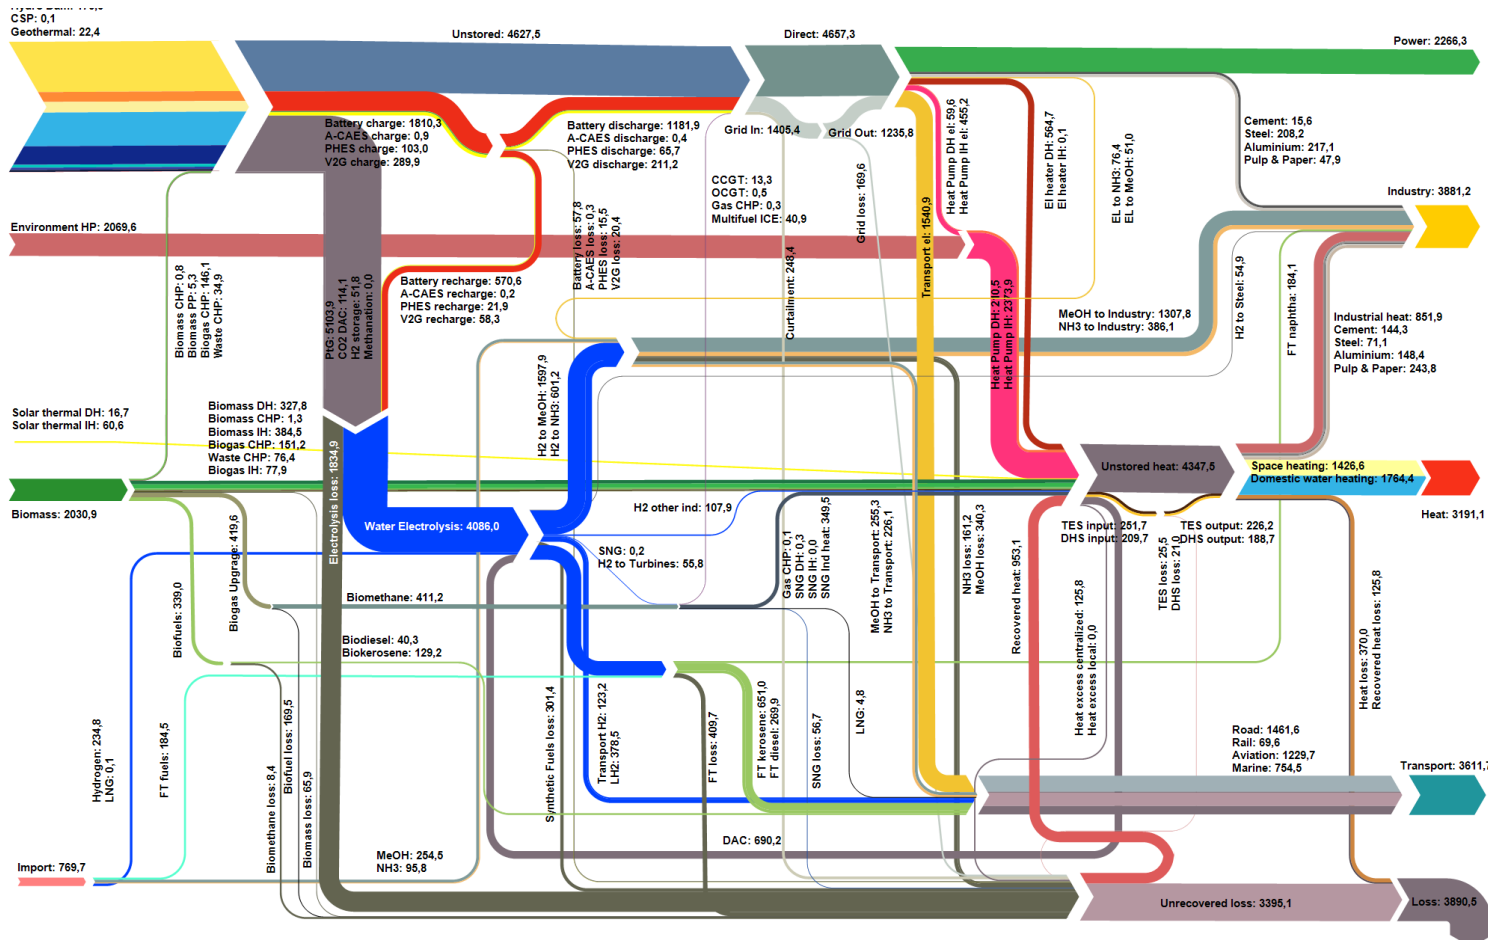 CSP: 0,1
Geothermal: 22,4
Unstored: 4627,5
Direct: 4657,3
Power: 2266,3
Battery charge: 1810,3
A-CAES charge: 0,9
PHES charge: 103,0
V2G charge: 289,9
Battery discharge: 1181,9
A-CAES discharge: 0,4
PHES discharge: 65,7
V2G discharge: 211,2
Grid In: 1405,4
Grid Out: 1235,8
Heat Pump DH el: 59,6
Heat Pump IH el: 455,2
El heater DH: 564,7
El heater IH: 0,1
EL to NH3: 76,4
EL to MeOH: 51,0
Cement: 15,6
Steel: 208,2
Aluminium: 217,1
Pulp & Paper: 47,9
Industry: 3881,2
CCGT: 13,3
OCGT: 0,5
Gas CHP: 0,3
Multifuel ICE: 40,9
Grid loss: 169,6
Transport el: 1540,9
Environment HP: 2069,6
Biomass CHP: 0,8
Biomass PP: 5,3
Biogas CHP: 146,1
Waste CHP: 34,9
PtG: 5103,9
CO2 DAC: 114,1
H2 storage: 51,8
Methanation: 0,0
Battery recharge: 570,6
A-CAES recharge: 0,2
PHES recharge: 21,9
V2G recharge: 58,3
Battery loss: 57,8
A-CAES loss: 0,3
PHES loss: 15,5
V2G loss: 20,4
Curtailment: 248,4
Heat Pump DH: 210,5
Heat Pump IH: 2373,9
MeOH to Industry: 1307,8
NH3 to Industry: 386,1
H2 to Steel: 54,9
FT naphtha: 184,1
Industrial heat: 851,9
Cement: 144,3
Steel: 71,1
Aluminium: 148,4
Pulp & Paper: 243,8
Solar thermal DH: 16,7
Solar thermal IH: 60,6
Biomass DH: 327,8
Biomass CHP: 1,3
Biomass IH: 384,5
Biogas CHP: 151,2
Waste CHP: 76,4
Biogas IH: 77,9
H2 to MeOH: 1597,9
H2 to NH3: 601,2
Electrolysis loss: 1834,9
Biomass: 2030,9
Water Electrolysis: 4086,0
H2 other ind: 107,9
SNG: 0,2
H2 to Turbines: 55,8
Gas CHP: 0,1
SNG DH: 0,3
SNG IH: 0,0
SNG Ind heat: 349,5
MeOH to Transport: 255,3
NH3 to Transport: 226,1
NH3 loss: 161,2
MeOH loss: 340,3
Unstored heat: 4347,5
Space heating: 1426,6
Domestic water heating: 1764,4
Heat: 3191,1
TES input: 251,7
DHS input: 209,7
TES output: 226,2
DHS output: 188,7
TES loss: 25,5
DHS loss: 21,0
Recovered heat: 953,1
Heat excess centralized: 125,8
Heat excess local: 0,0
Heat loss: 370,0
Recovered heat loss: 125,8
Biofuels: 339,0
Biogas Upgrage: 419,6
Biomethane: 411,2
Biodiesel: 40,3
Biokerosene: 129,2
Hydrogen: 234,8
LNG: 0,1
FT fuels: 184,5
Biomethane loss: 8,4
Biofuel loss: 169,5
Biomass loss: 65,9
Synthetic Fuels loss: 301,4
Transport H2: 123,2
LH2: 378,5
FT loss: 409,7
FT kerosene: 651,0
FT diesel: 269,9
SNG loss: 56,7
LNG: 4,8
Road: 1461,6
Rail: 69,6
Aviation: 1229,7
Marine: 754,5
Transport: 3611,7
DAC: 690,2
Import: 769,7
MeOH: 254,5
NH3: 95,8
Unrecovered loss: 3395,1
Loss: 3890,5